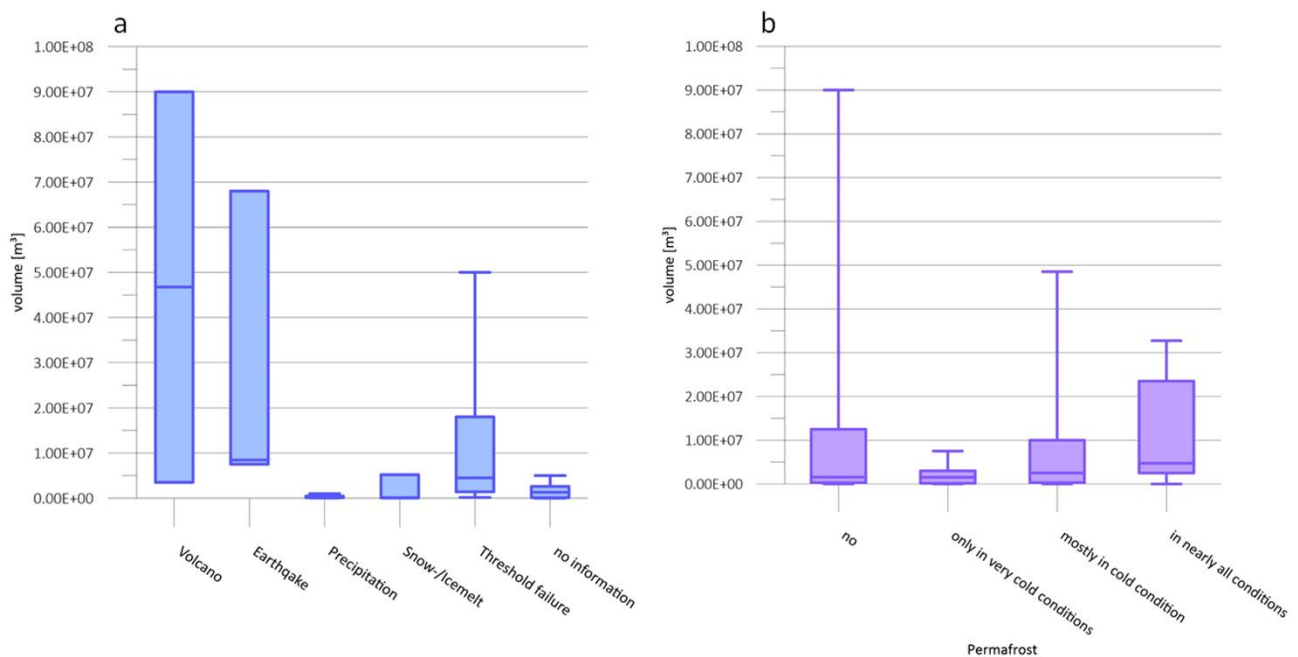 a
1.00E+08
9.00E+07
8.00E+07
7.00E+07
6.00E+07
5.00E+07
4.00E+07
3.00E+07
2.00E+07
1.00E+07
0.00E+00
volume [m³]
Volcano
Earthqake
Precipitation
Snow-/Icemelt
Threshold failure
no information
b
1.00E+08
9.00E+07
8.00E+07
7.00E+07
6.00E+07
5.00E+07
4.00E+07
3.00E+07
2.00E+07
1.00E+07
0.00E+00
volume [m³]
no
only in very cold conditions
mostly in cold condition
in nearly all conditions
Permafrost